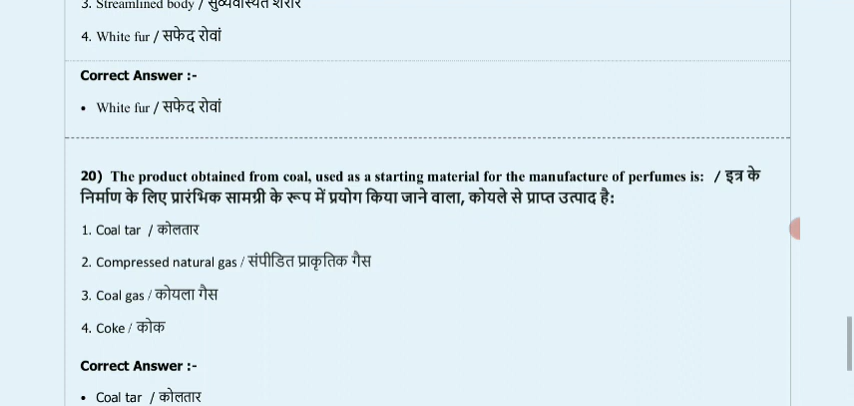 3. Streamlined body / सुव्यवस्थित शरीर
4. White fur / सफेद रोवां
Correct Answer :-
• White fur / सफेद रोवां
20) The product obtained from coal, used as a starting material for the manufacture of perfumes is: / इत्र के
निर्माण के लिए प्रारंभिक सामग्री के रूप में प्रयोग किया जाने वाला, कोयले से प्राप्त उत्पाद है:
1. Coal tar / कोलतार
2. Compressed natural gas / संपीडित प्राकृतिक गैस
3. Coal gas / कोयला गैस
4. Coke / कोक
Correct Answer :-
• Coal tar / कोलतार